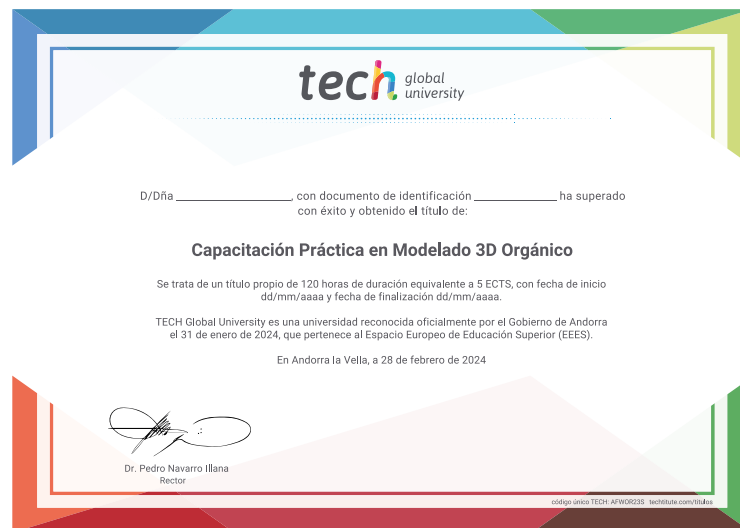 tech global university
D/Dña __________________, con documento de identificación _____________ ha superado
con éxito y obtenido el título de:
Capacitación Práctica en Modelado 3D Orgánico
Se trata de un título propio de 120 horas de duración equivalente a 5 ECTS, con fecha de inicio
dd/mm/aaaa y fecha de finalización dd/mm/aaaa.
TECH Global University es una universidad reconocida oficialmente por el Gobierno de Andorra
el 31 de enero de 2024, que pertenece al Espacio Europeo de Educación Superior (EEES).
En Andorra la Vella, a 28 de febrero de 2024
Dr. Pedro Navarro Illana
Rector
código único TECH: AFWOR23S techtitute.com/titulos